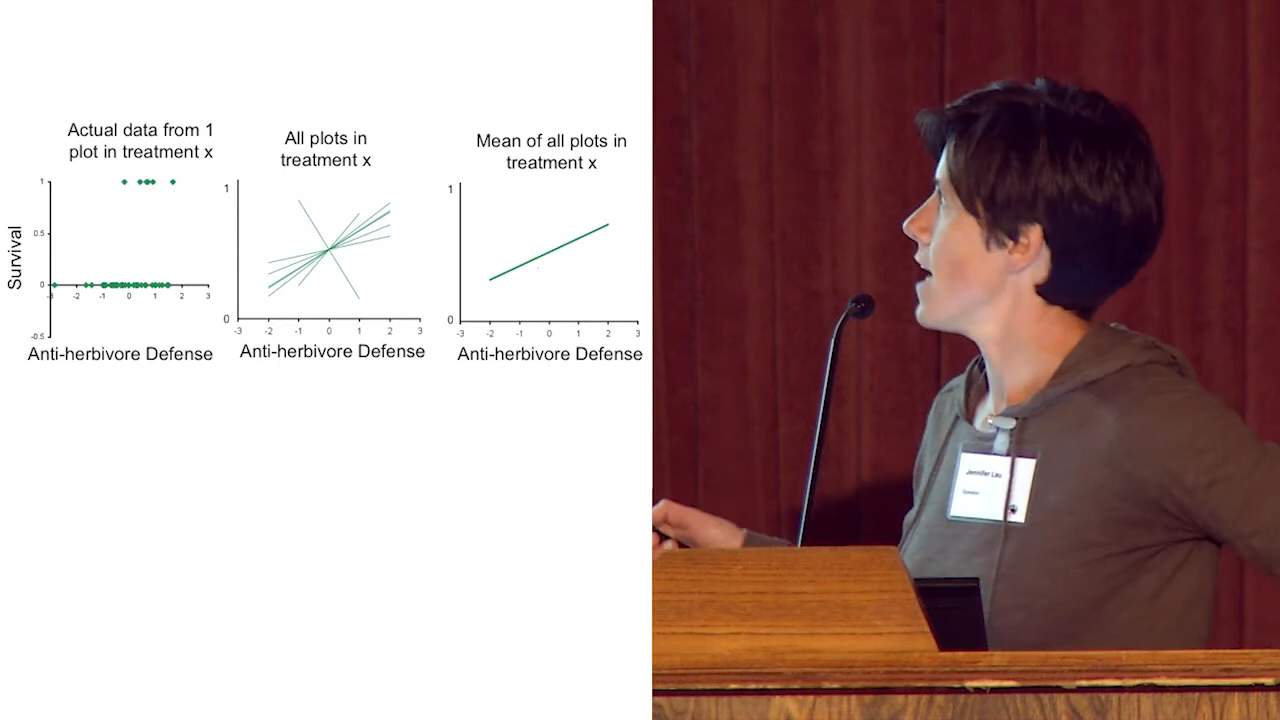 Actual data from 1
plot in treatment x
1
0.5
0
-0.5
-3 -2 -1 0 1 2 3
Survival
Anti-herbivore Defense
All plots in
treatment x
1
0
-3 -2 -1 0 1 2 3
Anti-herbivore Defense
Mean of all plots in
treatment x
1
0
-3 -2 -1 0 1 2 3
Anti-herbivore Defense
Jennifer Lau
Speaker